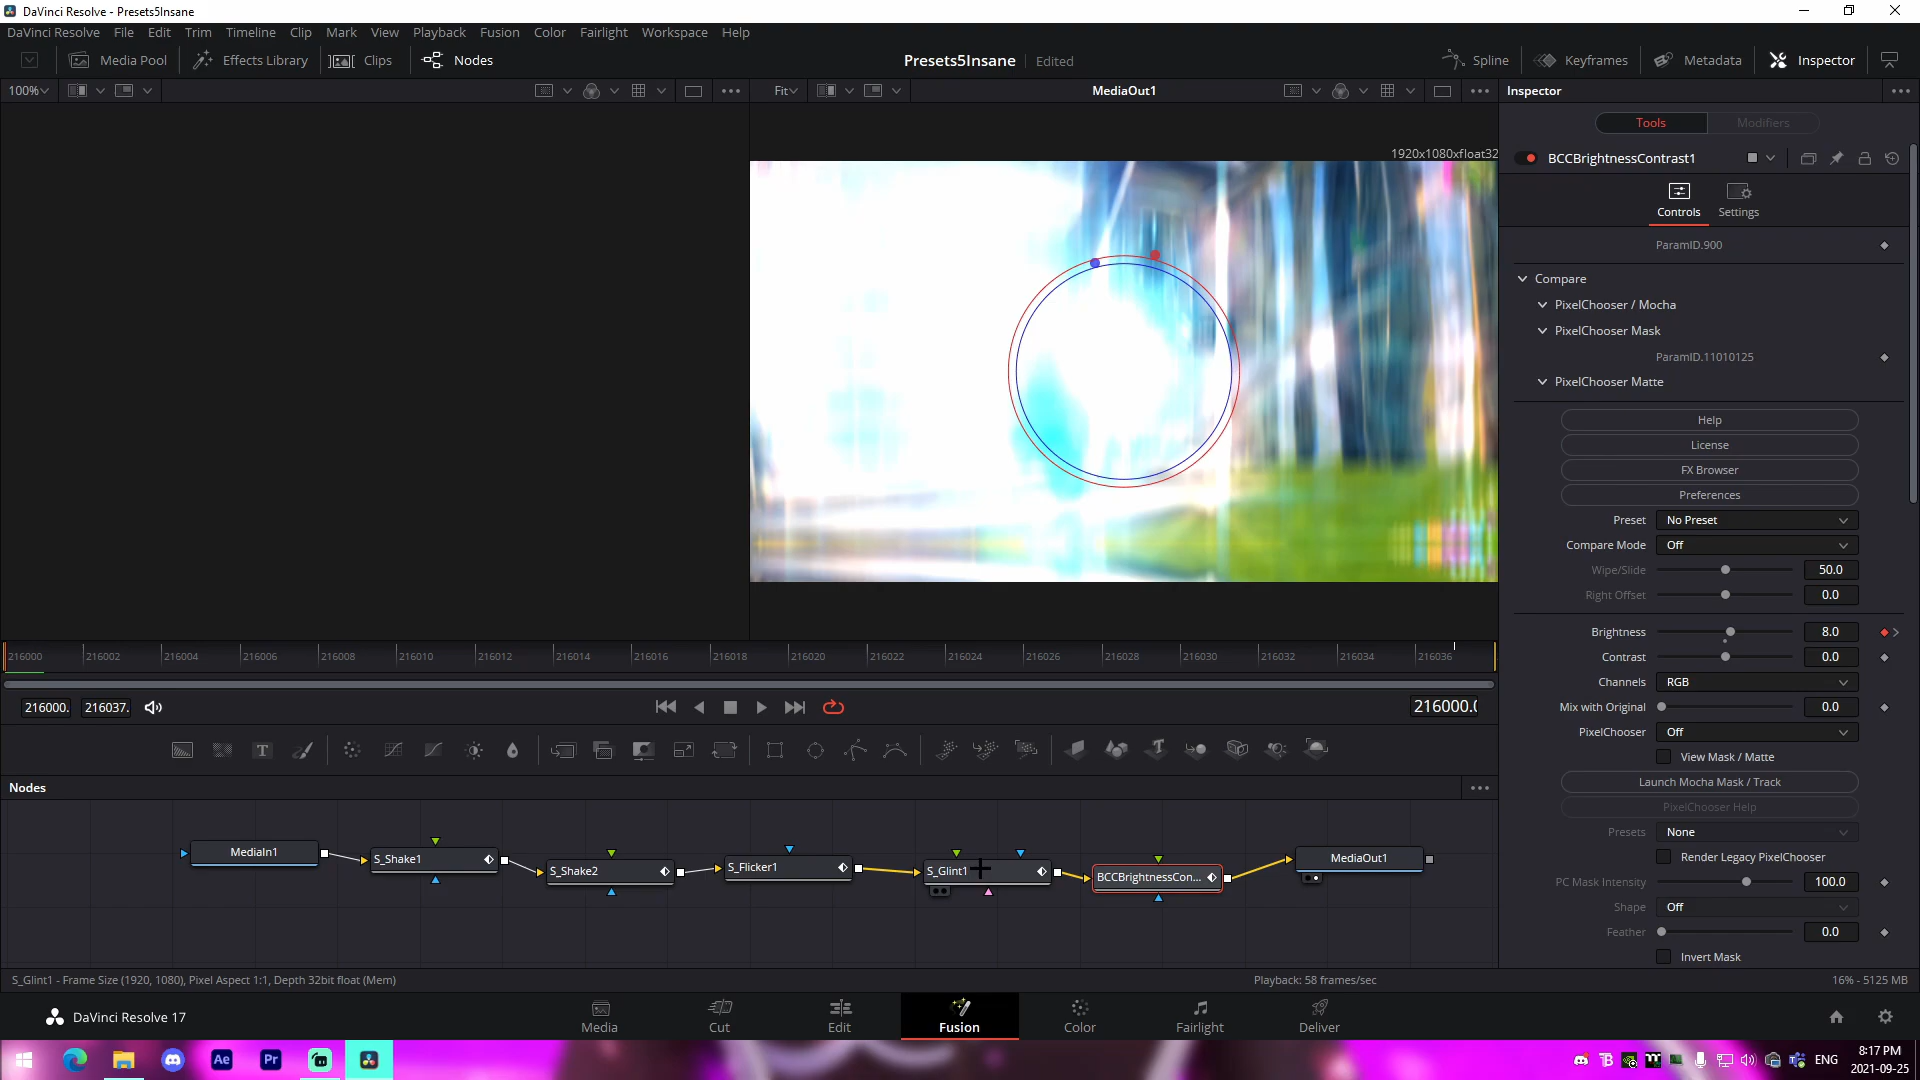 DaVinci Resolve - Presets5Insane
DaVinci Resolve File Edit Trim Timeline Clip Mark View Playback Fusion Color Fairlight Workspace Help
Media Pool Effects Library Clips Nodes Presets5Insane Edited Spline Keyframes Metadata Inspector
100% Fit MediaOut1 Inspector
Tools Modifiers
1920x1080xfloat32
BCCBrightnessContrast1
Controls Settings
ParamID.900
Compare
PixelChooser / Mocha
PixelChooser Mask
ParamID.11010125
PixelChooser Matte
Help
License
FX Browser
Preferences
Preset No Preset
Compare Mode Off
Wipe/Slide 50.0
Right Offset 0.0
Brightness 8.0
Contrast 0.0
Channels RGB
Mix with Original 0.0
PixelChooser Off
View Mask / Matte
Launch Mocha Mask / Track
PixelChooser Help
Presets None
Render Legacy PixelChooser
PC Mask Intensity 100.0
Shape Off
Feather 0.0
Invert Mask
216000 216002 216004 216006 216008 216010 216012 216014 216016 216018 216020 216022 216024 216026 216028 216030 216032 216034 216036
216000. 216037. 216000.0
T T
Nodes
MediaIn1 S_Shake1 S_Shake2 S_Flicker1 S_Glint1 BCCBrightnessCon... MediaOut1
S_Glint1 - Frame Size (1920, 1080), Pixel Aspect 1:1, Depth 32bit float (Mem) Playback: 58 frames/sec 16% - 5125 MB
DaVinci Resolve 17 Media Cut Edit Fusion Color Fairlight Deliver
Ae Pr ENG 8:17 PM
2021-09-25